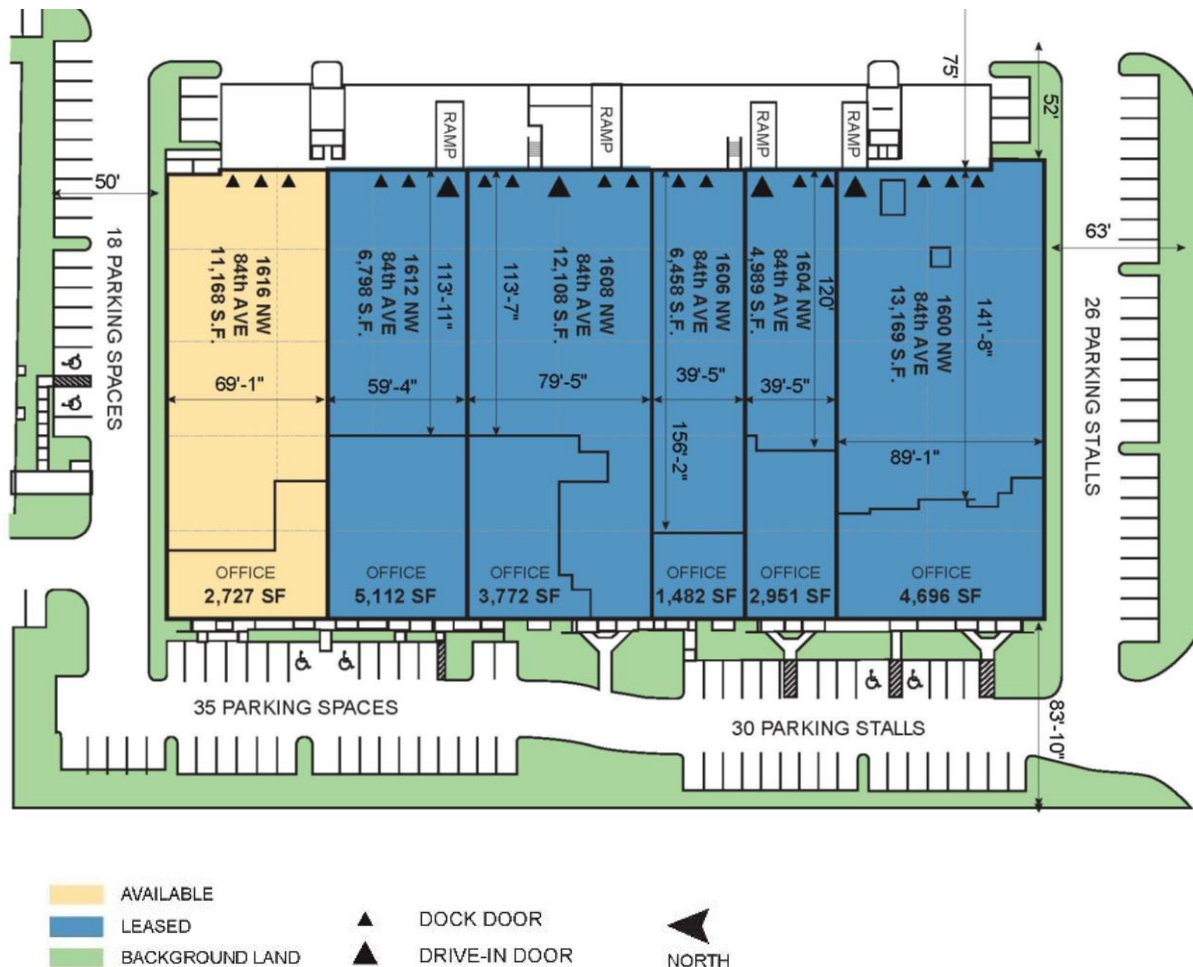 75'
52'
RAMP
RAMP
RAMP
RAMP
50'
63'
18 PARKING SPACES
1616 NW
84th AVE
11,168 S.F.
1612 NW
84th AVE
6,798 S.F.
113'-11"
113'-7"
1608 NW
84th AVE
12,108 S.F.
1606 NW
84th AVE
6,458 S.F.
1604 NW
84th AVE
4,989 S.F.
120'
1600 NW
84th AVE
13,169 S.F.
141'-8"
26 PARKING STALLS
69'-1"
59'-4"
79'-5"
39'-5"
39'-5"
156'-2"
89'-1"
OFFICE
2,727 SF
OFFICE
5,112 SF
OFFICE
3,772 SF
OFFICE
1,482 SF
OFFICE
2,951 SF
OFFICE
4,696 SF
35 PARKING SPACES
30 PARKING STALLS
83'-10"
AVAILABLE
LEASED
BACKGROUND LAND
DOCK DOOR
DRIVE-IN DOOR
NORTH